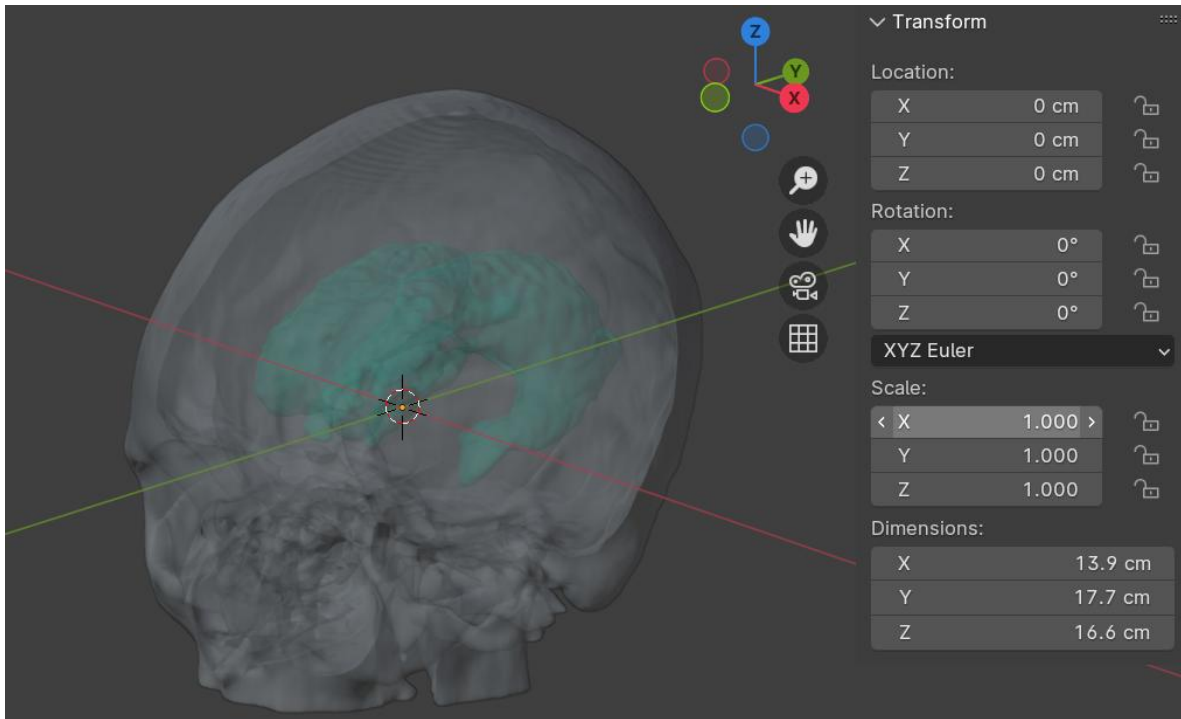 Transform
Z
Y
X
Location:
X 0 cm
Y 0 cm
Z 0 cm
Rotation:
X 0°
Y 0°
Z 0°
XYZ Euler
Scale:
X 1.000
Y 1.000
Z 1.000
Dimensions:
X 13.9 cm
Y 17.7 cm
Z 16.6 cm